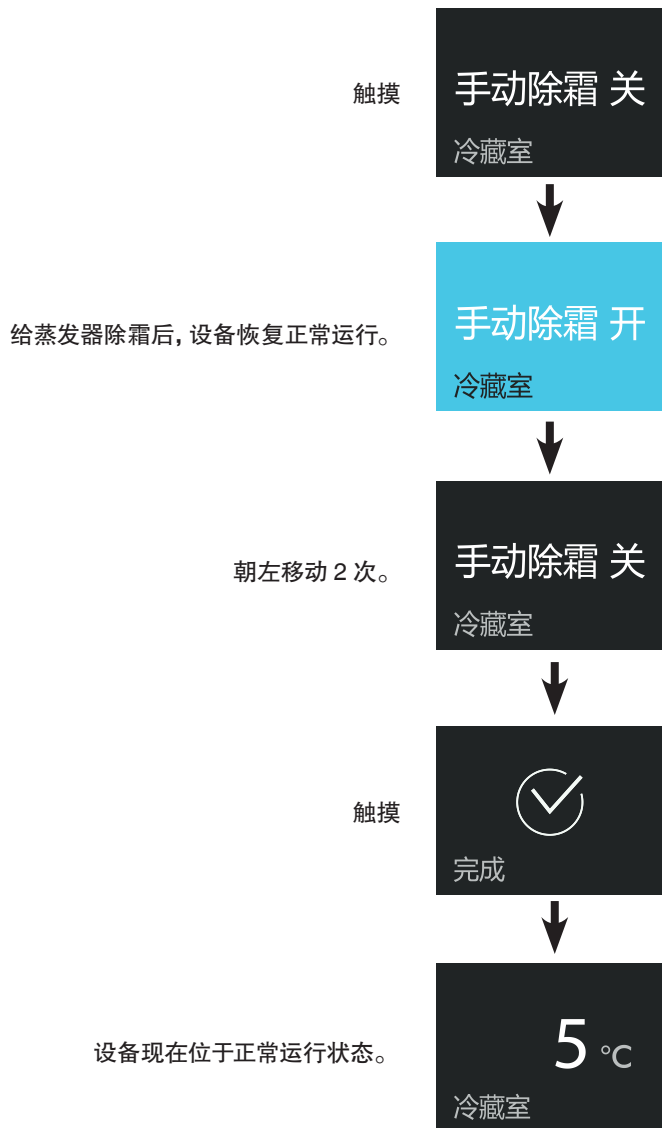 触摸
手动除霜 关
冷藏室
给蒸发器除霜后，设备恢复正常运行。
手动除霜 开
冷藏室
朝左移动 2 次。
手动除霜 关
冷藏室
触摸
完成
设备现在位于正常运行状态。
5 °C
冷藏室